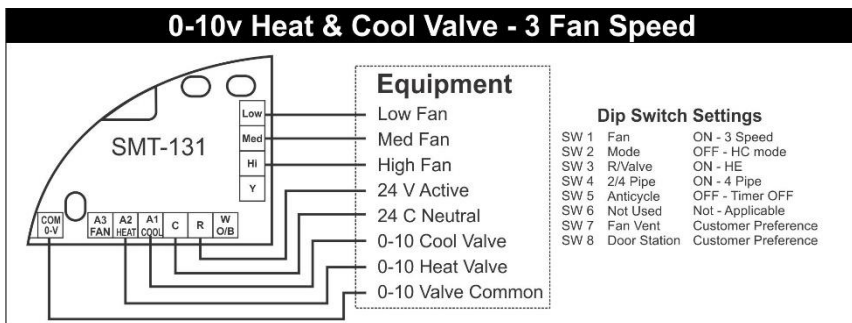 0-10v Heat & Cool Valve - 3 Fan Speed
SMT-131
Low
Med
Hi
Y
COM 0-V
A3 FAN
A2 HEAT
A1 COOL
C
R
W O/B
Equipment
Low Fan
Med Fan
High Fan
24 V Active
24 C Neutral
0-10 Cool Valve
0-10 Heat Valve
0-10 Valve Common
Dip Switch Settings
SW 1 Fan ON - 3 Speed
SW 2 Mode OFF - HC mode
SW 3 R/Valve ON - HE
SW 4 2/4 Pipe ON - 4 Pipe
SW 5 Anticycle OFF - Timer OFF
SW 6 Not Used Not - Applicable
SW 7 Fan Vent Customer Preference
SW 8 Door Station Customer Preference